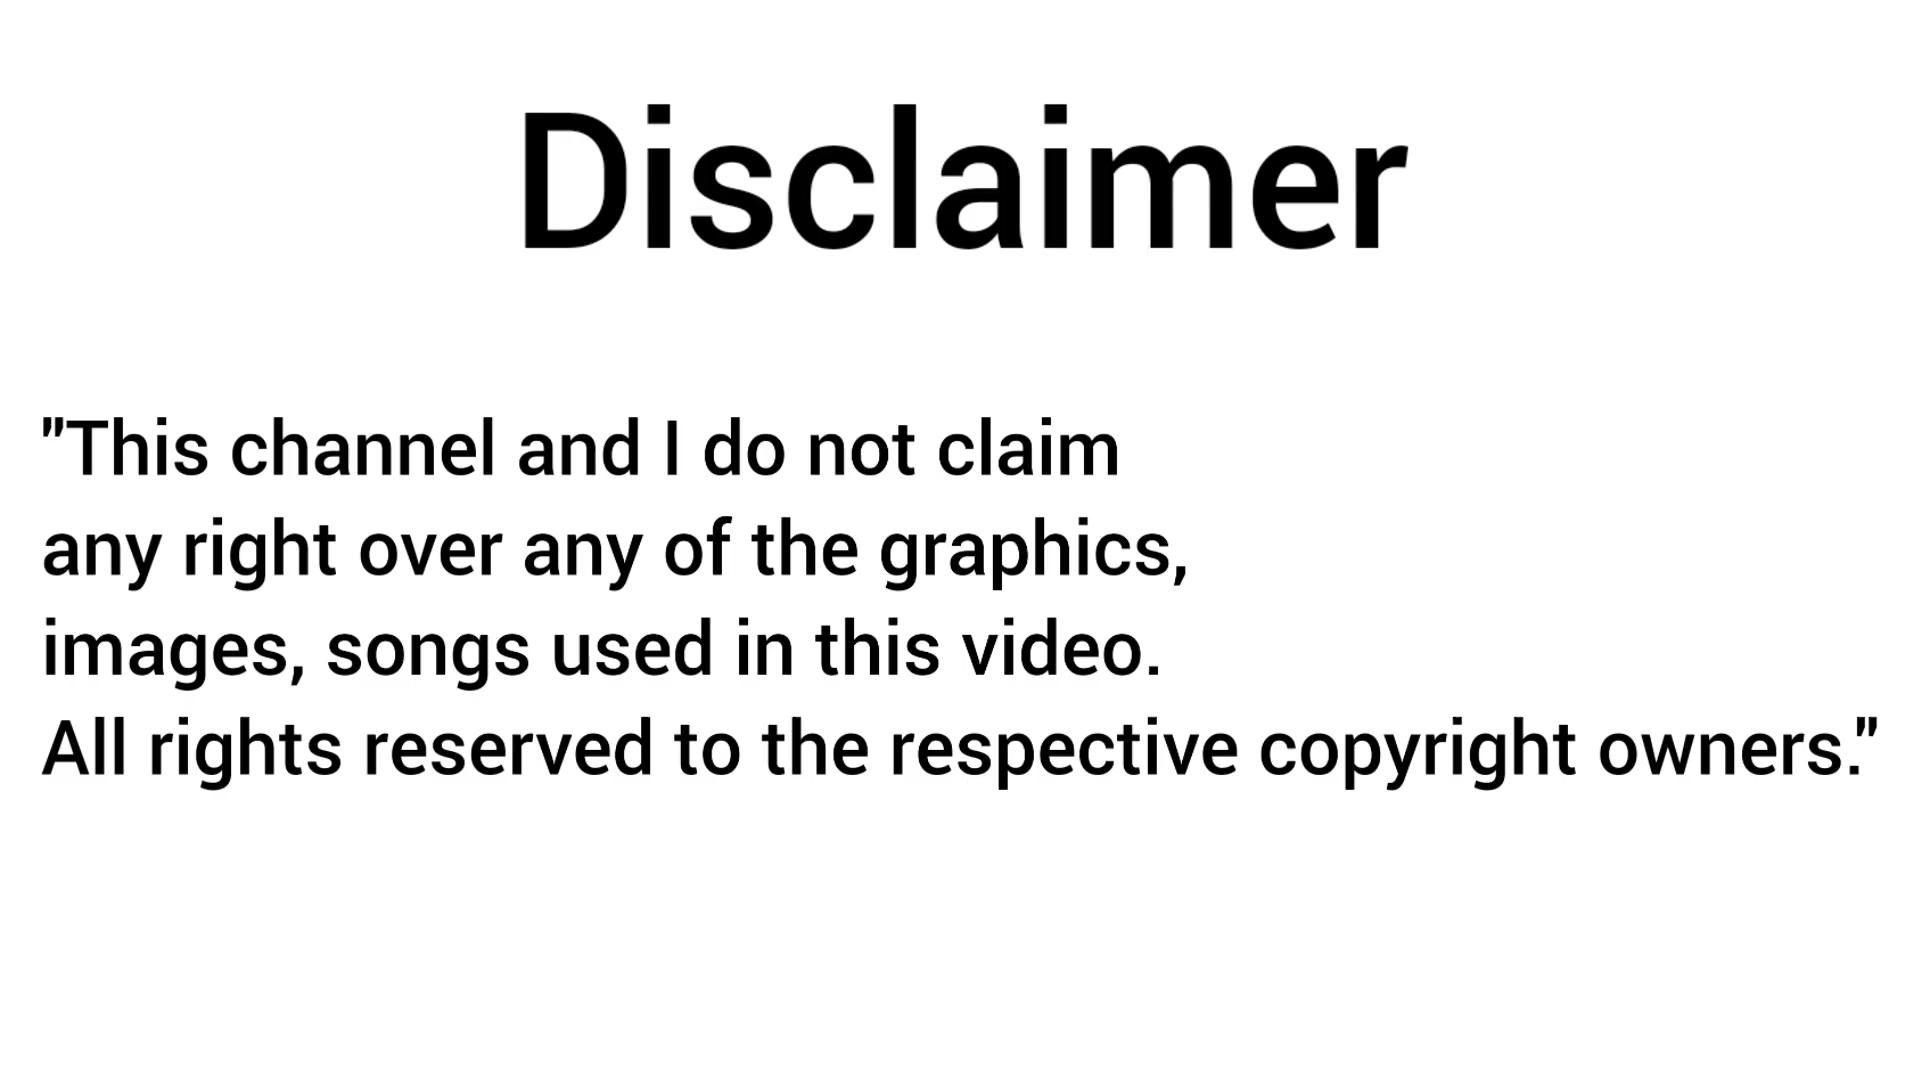 Disclaimer
"This channel and I do not claim
any right over any of the graphics,
images, songs used in this video.
All rights reserved to the respective copyright owners."